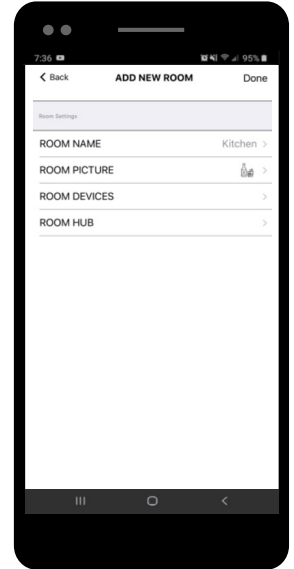 7:36 95%
Back ADD NEW ROOM Done
Room Settings
ROOM NAME Kitchen
ROOM PICTURE
ROOM DEVICES
ROOM HUB